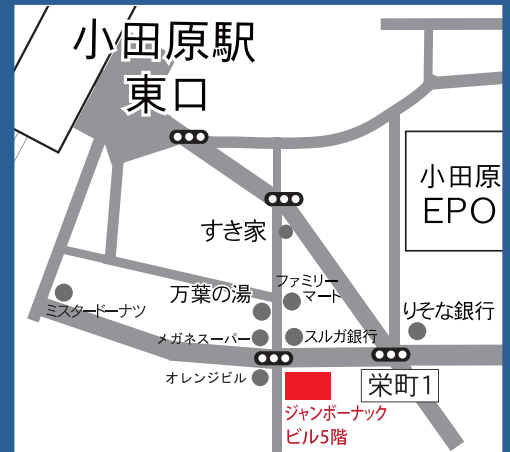 小田原駅
東口
小田原
EPO
すき家
ファミリー
マート
万葉の湯
ミスタードーナツ
りそな銀行
メガネスーパー
スルガ銀行
オレンジビル
栄町1
ジャンボーナック
ビル5階